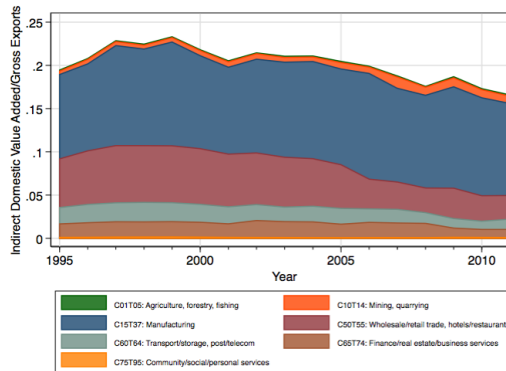 Indirect Domestic Value Added/Gross Exports
.25
.2
.15
.1
.05
0
1995 2000 2005 2010
Year
C01T05: Agriculture, forestry, fishing C10T14: Mining, quarrying
C15T37: Manufacturing C50T55: Wholesale/retail trade, hotels/restaurant
C60T64: Transport/storage, post/telecom C65T74: Finance/real estate/business services
C75T95: Community/social/personal services